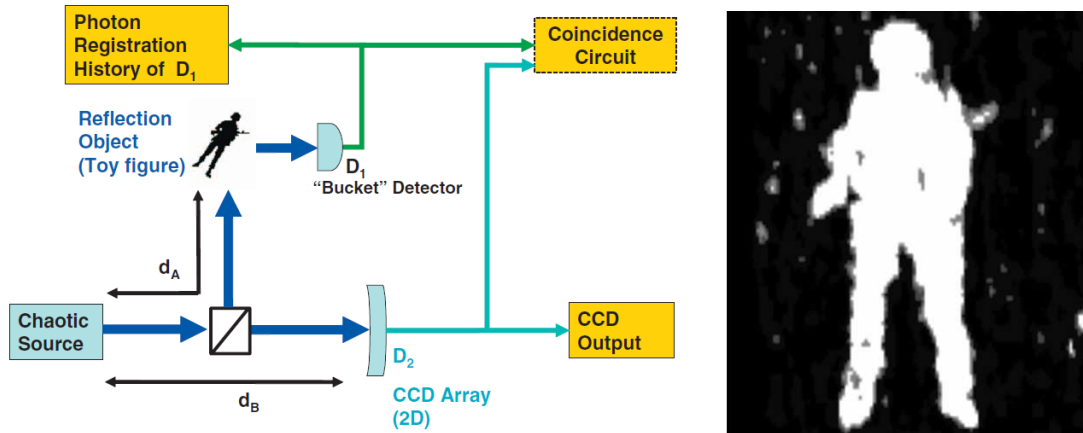 Photon
Registration
History of D1
Coincidence
Circuit
Reflection
Object
(Toy figure)
D1
“Bucket” Detector
dA
Chaotic
Source
D2
CCD Array
(2D)
CCD
Output
dB